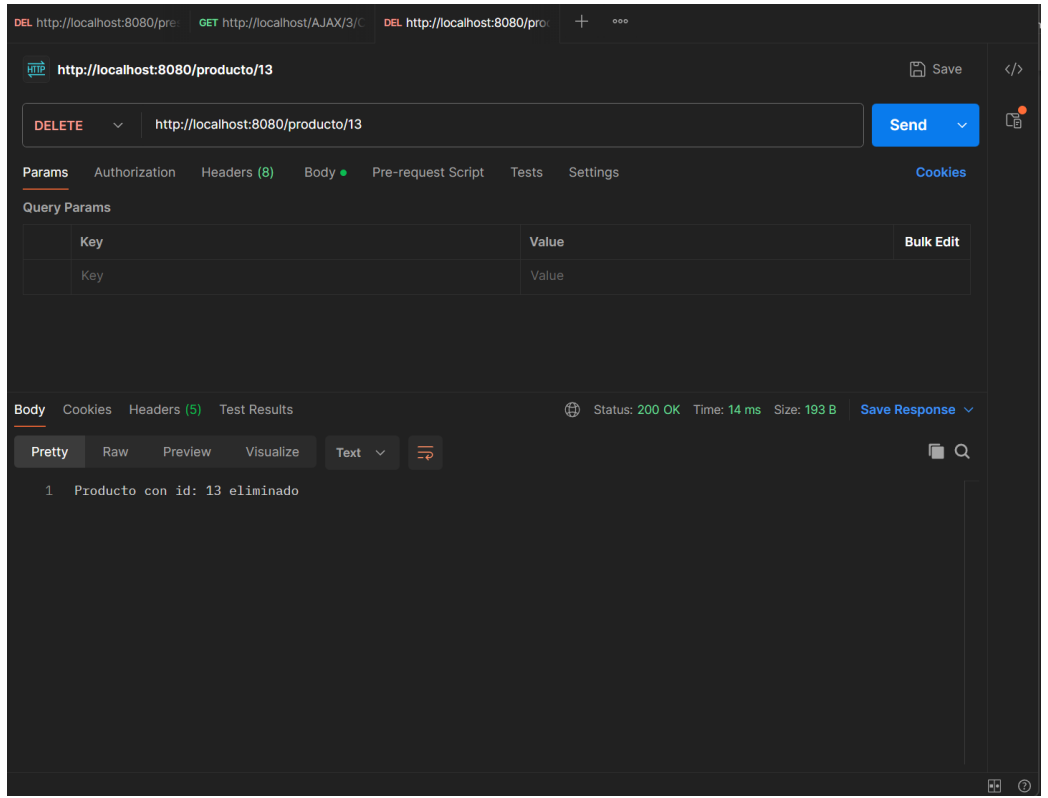 DEL http://localhost:8080/pre GET http://localhost/AJAX/3/C DEL http://localhost:8080/pro
HTTP http://localhost:8080/producto/13 Save
DELETE http://localhost:8080/producto/13 Send
Params Authorization Headers (8) Body Pre-request Script Tests Settings Cookies
Query Params
Key Value Bulk Edit
Key Value
Body Cookies Headers (5) Test Results Status: 200 OK Time: 14 ms Size: 193 B Save Response
Pretty Raw Preview Visualize Text
1 Producto con id: 13 eliminado